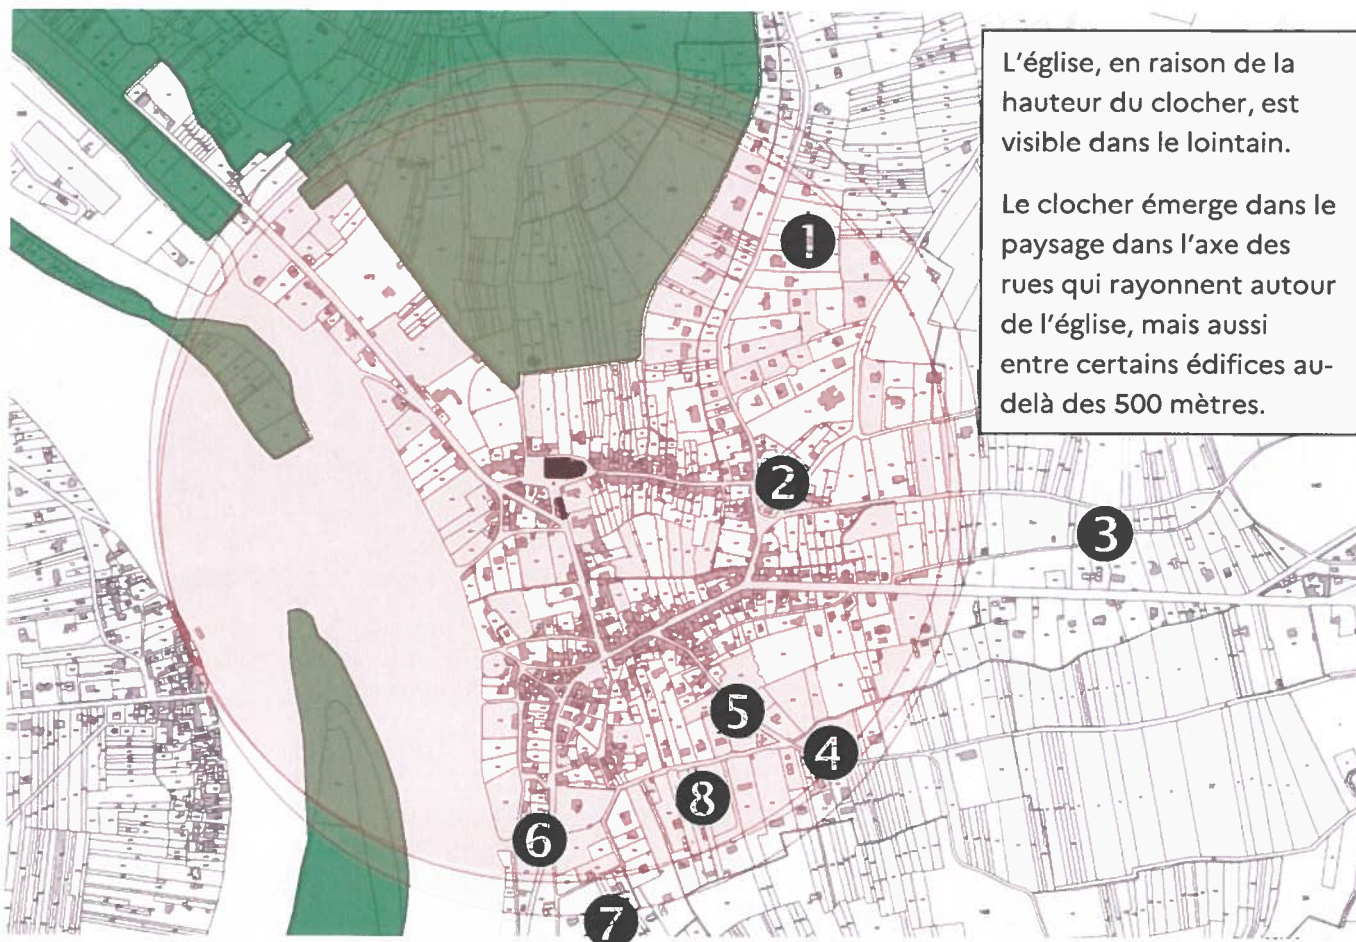 L'église, en raison de la
hauteur du clocher, est
visible dans le lointain.
Le clocher émerge dans le
paysage dans l'axe des
rues qui rayonnent autour
de l'église, mais aussi
entre certains édifices au-
delà des 500 mètres.
1
2
3
5
4
8
6
7